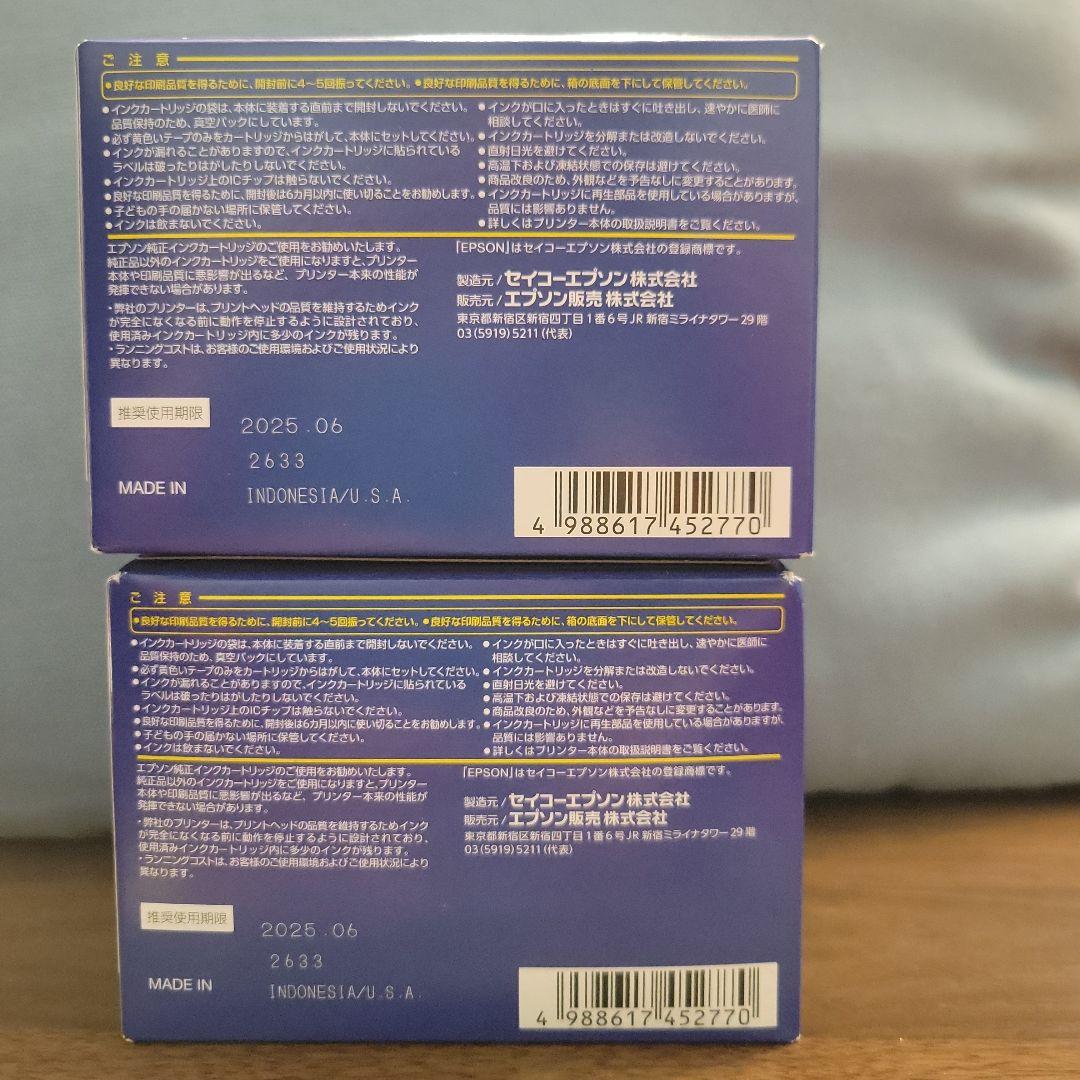 ご注意
●良好な印刷品質を得るために、開封前に4～5回振ってください。●良好な印刷品質を得るために、箱の底面を下にして保管してください。
●インクカートリッジの袋は、本体に装着する直前まで開封しないでください。
品質保持のため、真空パックにしています。
●必ず黄色いテープのみをカートリッジからはがして、本体にセットしてください。
●インクが漏れることがありますので、インクカートリッジに貼られている
ラベルは破ったりはがしたりしないでください。
●インクカートリッジ上のICチップは触らないでください。
●良好な印刷品質を得るために、開封後は6カ月以内に使い切ることをお勧めします。
●子どもの手の届かない場所に保管してください。
●インクは飲まないでください。
●インクが口に入ったときはすぐに吐き出し、速やかに医師に
相談してください。
●インクカートリッジを分解または改造しないでください。
●直射日光を避けてください。
●高温下および凍結状態での保存は避けてください。
●商品改良のため、外観などを予告なしに変更することがあります。
●インクカートリッジに再生部品を使用している場合がありますが、
品質には影響ありません。
●詳しくはプリンター本体の取扱説明書をご覧ください。
エプソン純正インクカートリッジのご使用をお勧めいたします。
純正品以外のインクカートリッジをご使用になりますと、プリンター
本体や印刷品質に悪影響が出るなど、プリンター本来の性能が
発揮できない場合があります。
・弊社のプリンターは、プリントヘッドの品質を維持するためインク
が完全になくなる前に動作を停止するように設計されており、
使用済みインクカートリッジ内に多少のインクが残ります。
・ランニングコストは、お客様のご使用環境およびご使用状況により
異なります。
「EPSON」はセイコーエプソン株式会社の登録商標です。
製造元/セイコーエプソン株式会社
販売元/エプソン販売株式会社
東京都新宿区新宿四丁目1番6号 JR新宿ミライナタワー29階
03(5919)5211(代表)
推奨使用期限
2025.06
2633
MADE IN
INDONESIA/U.S.A.
4 988617 452770
ご注意
●良好な印刷品質を得るために、開封前に4～5回振ってください。●良好な印刷品質を得るために、箱の底面を下にして保管してください。
●インクカートリッジの袋は、本体に装着する直前まで開封しないでください。
品質保持のため、真空パックにしています。
●必ず黄色いテープのみをカートリッジからはがして、本体にセットしてください。
●インクが漏れることがありますので、インクカートリッジに貼られている
ラベルは破ったりはがしたりしないでください。
●インクカートリッジ上のICチップは触らないでください。
●良好な印刷品質を得るために、開封後は6カ月以内に使い切ることをお勧めします。
●子どもの手の届かない場所に保管してください。
●インクは飲まないでください。
●インクが口に入ったときはすぐに吐き出し、速やかに医師に
相談してください。
●インクカートリッジを分解または改造しないでください。
●直射日光を避けてください。
●高温下および凍結状態での保存は避けてください。
●商品改良のため、外観などを予告なしに変更することがあります。
●インクカートリッジに再生部品を使用している場合がありますが、
品質には影響ありません。
●詳しくはプリンター本体の取扱説明書をご覧ください。
エプソン純正インクカートリッジのご使用をお勧めいたします。
純正品以外のインクカートリッジをご使用になりますと、プリンター
本体や印刷品質に悪影響が出るなど、プリンター本来の性能が
発揮できない場合があります。
・弊社のプリンターは、プリントヘッドの品質を維持するためインク
が完全になくなる前に動作を停止するように設計されており、
使用済みインクカートリッジ内に多少のインクが残ります。
・ランニングコストは、お客様のご使用環境およびご使用状況により
異なります。
「EPSON」はセイコーエプソン株式会社の登録商標です。
製造元/セイコーエプソン株式会社
販売元/エプソン販売株式会社
東京都新宿区新宿四丁目1番6号 JR新宿ミライナタワー29階
03(5919)5211(代表)
推奨使用期限
2025.06
2633
MADE IN
INDONESIA/U.S.A.
4 988617 452770